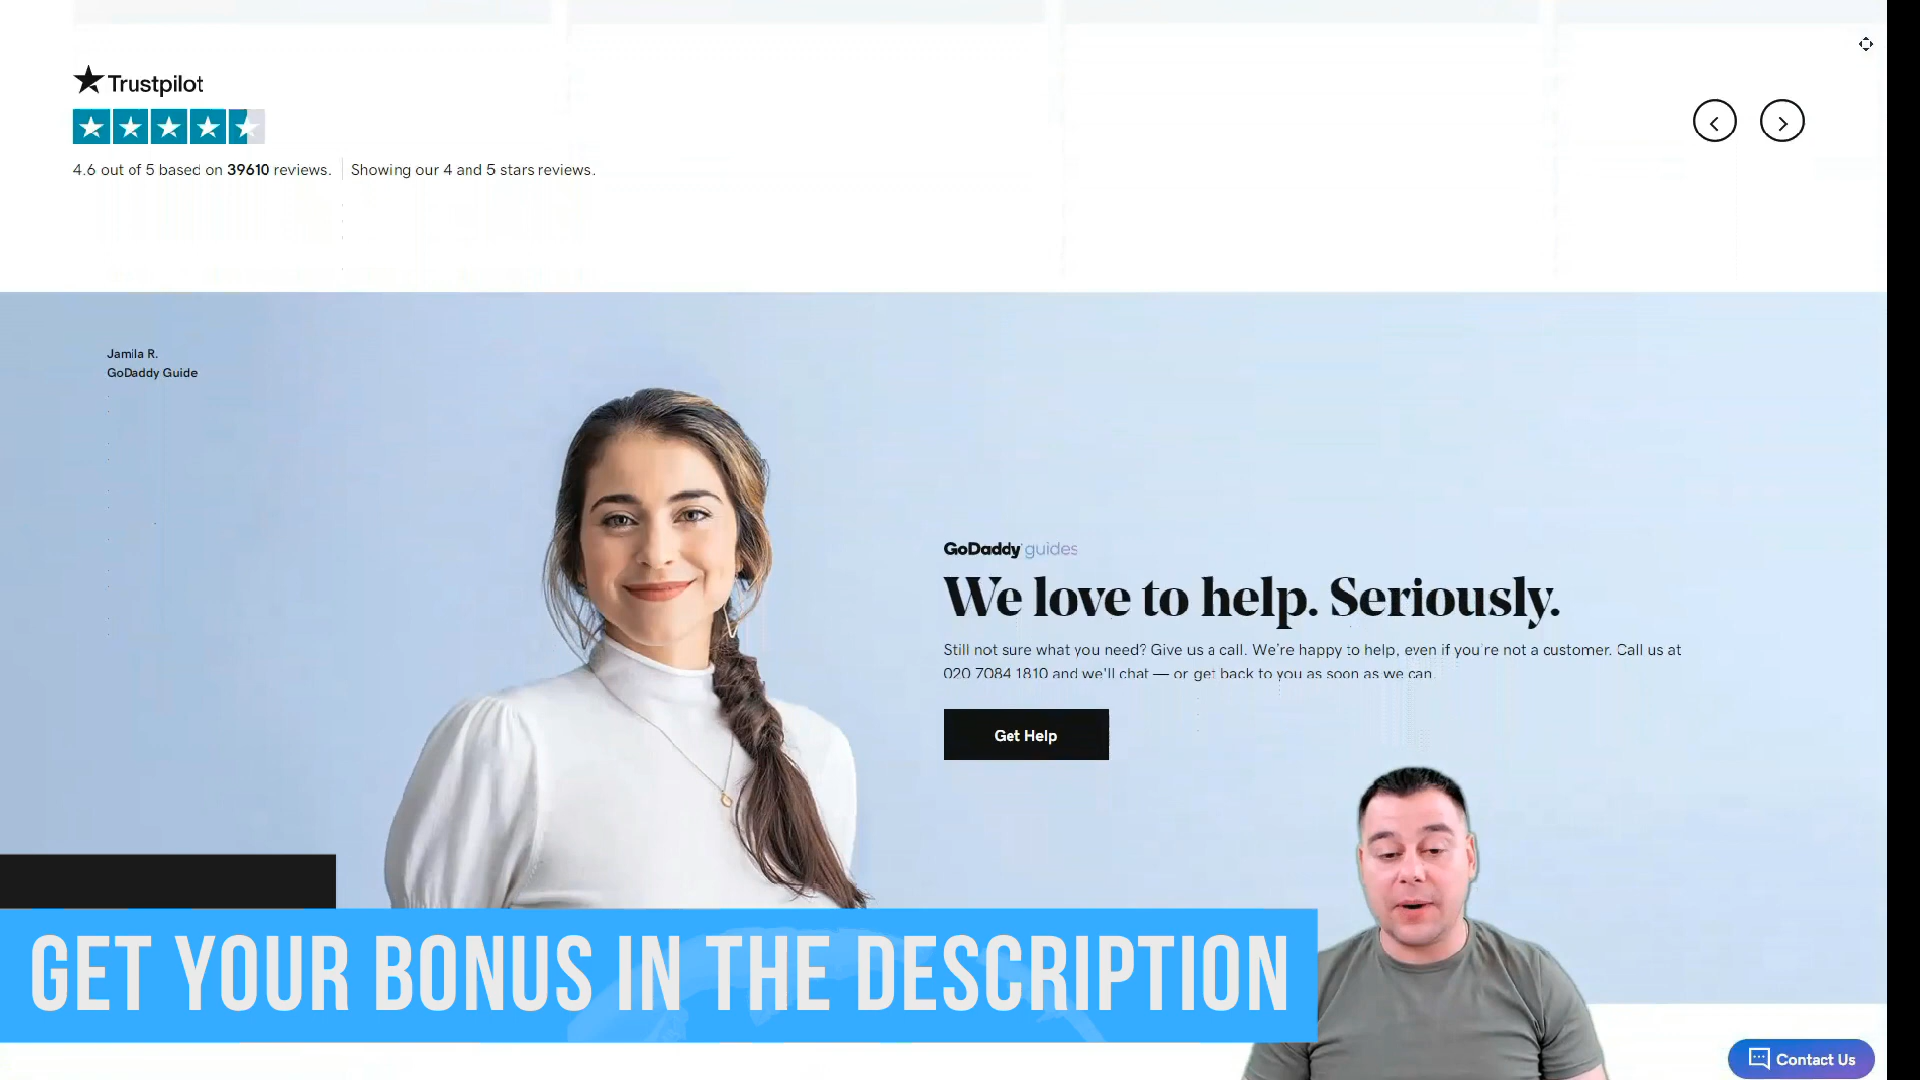 Trustpilot
4.6 out of 5 based on 39610 reviews.
Showing our 4 and 5 stars reviews.
Jamila R.
GoDaddy Guide
GoDaddy guides
We love to help. Seriously.
Still not sure what you need? Give us a call. We're happy to help, even if you're not a customer. Call us at
020 7084 1810 and we'll chat — or get back to you as soon as we can.
Get Help
GET YOUR BONUS IN THE DESCRIPTION
Contact Us